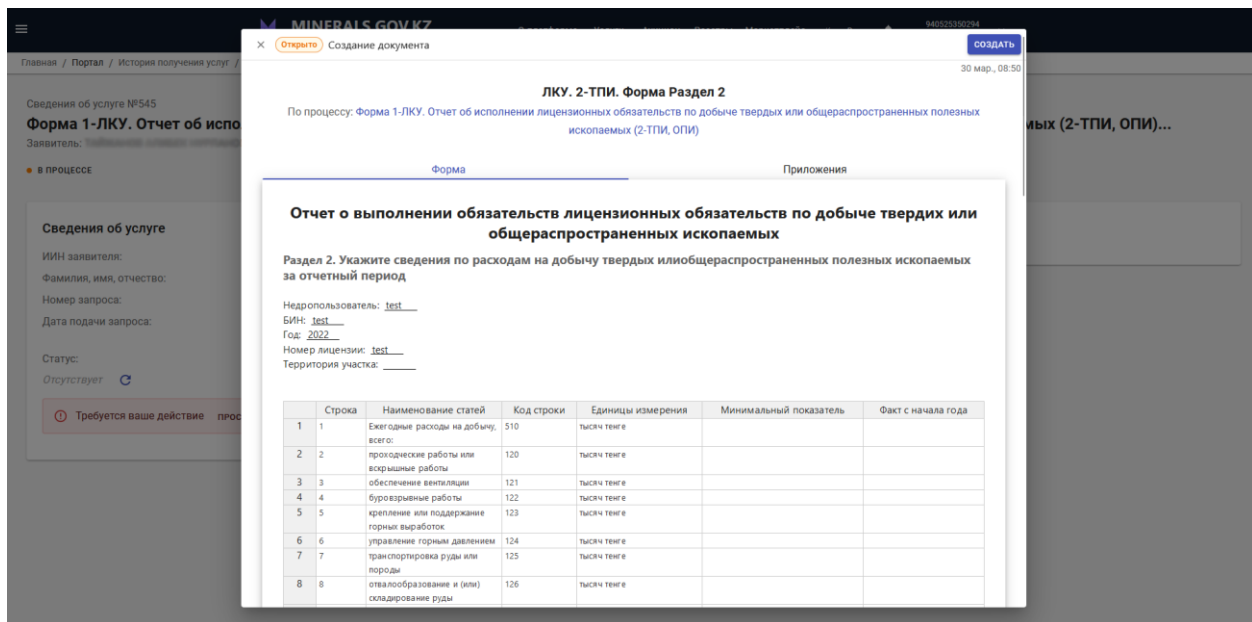 MINERALS.GOV.KZ
940525350294
× Открыто Создание документа СОЗДАТЬ
Главная / Портал / История получения услуг /
30 мар., 08:50
ЛКУ. 2-ТПИ. Форма Раздел 2
Сведения об услуге №545
По процессу: Форма 1-ЛКУ. Отчет об исполнении лицензионных обязательств по добыче твердых или общераспространенных полезных
ископаемых (2-ТПИ, ОПИ)
Форма 1-ЛКУ. Отчет об испо
мых (2-ТПИ, ОПИ)...
Заявитель:
В ПРОЦЕССЕ
Форма Приложения
Отчет о выполнении обязательств лицензионных обязательств по добыче твердих или
общераспространенных ископаемых
Сведения об услуге
ИИН заявителя:
Фамилия, имя, отчество:
Номер запроса:
Дата подачи запроса:
Статус:
Отсутствует
Требуется ваше действие ПРОС
Раздел 2. Укажите сведения по расходам на добычу твердых илиобщераспространенных полезных ископаемых
за отчетный период
Недропользователь: test
БИН: test
Год: 2022
Номер лицензии: test
Территория участка:
Строка Наименование статей Код строки Единицы измерения Минимальный показатель Факт с начала года
1 1 Ежегодные расходы на добычу, 510 тысяч тенге
всего:
2 2 проходческие работы или 120 тысяч тенге
вскрышные работы
3 3 обеспечение вентиляции 121 тысяч тенге
4 4 буровзрывные работы 122 тысяч тенге
5 5 крепление или поддержание 123 тысяч тенге
горных выработок
6 6 управление горным давлением 124 тысяч тенге
7 7 транспортировка руды или 125 тысяч тенге
породы
8 8 отвалообразование и (или) 126 тысяч тенге
складирование руды